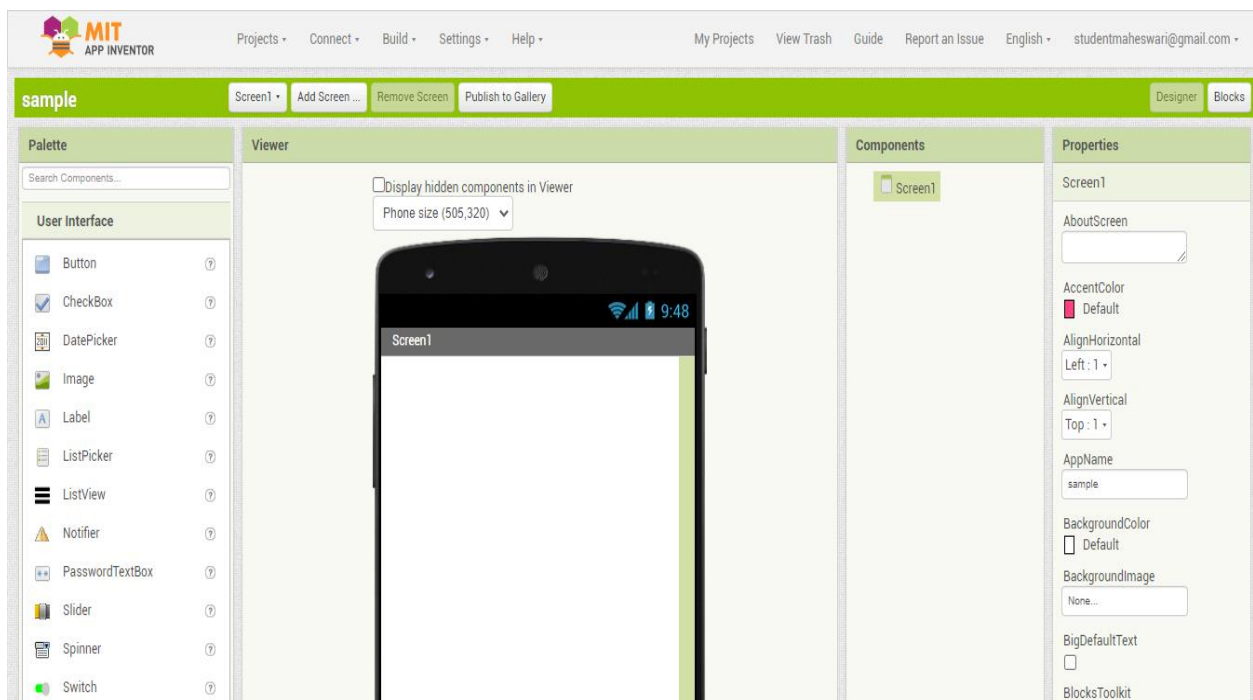 MIT
APP INVENTOR
Projects Connect Build Settings Help My Projects View Trash Guide Report an Issue English studentmaheswari@gmail.com
sample Screen1 Add Screen ... Remove Screen Publish to Gallery Designer Blocks
Palette
Search Components...
User Interface
Button ?
CheckBox ?
DatePicker ?
Image ?
A Label ?
ListPicker ?
ListView ?
Notifier ?
PasswordTextBox ?
Slider ?
Spinner ?
Switch ?
Viewer
Display hidden components in Viewer
Phone size (505,320)
9:48
Screen1
Components
Screen1
Properties
Screen1
AboutScreen
AccentColor
Default
AlignHorizontal
Left : 1
AlignVertical
Top : 1
AppName
sample
BackgroundColor
Default
BackgroundImage
None...
BigDefaultText
BlocksToolkit